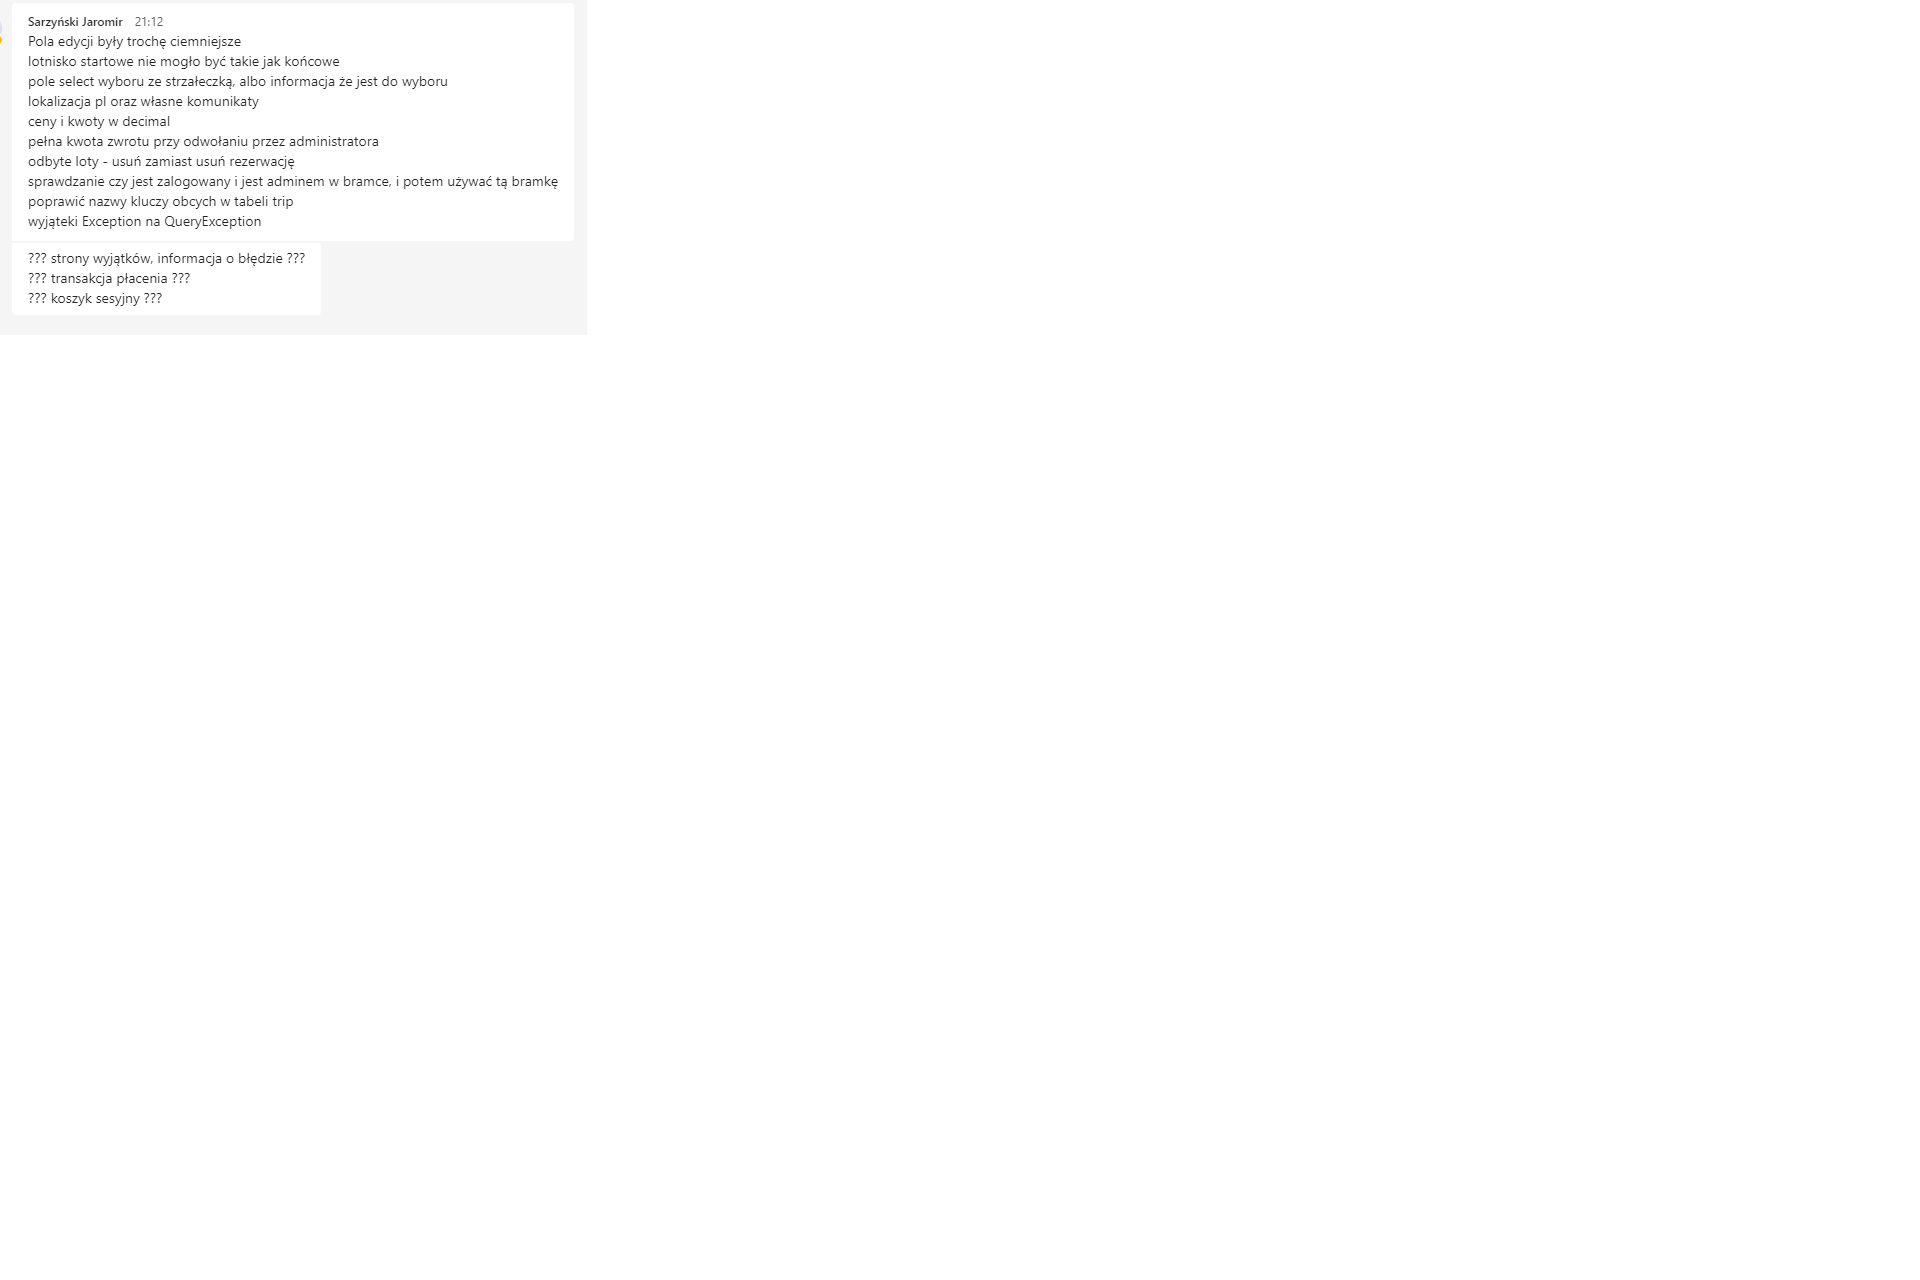 Sarzyński Jaromir 21:12
Pola edycji były trochę ciemniejsze
lotnisko startowe nie mogło być takie jak końcowe
pole select wyboru ze strzałeczką, albo informacja że jest do wyboru
lokalizacja pl oraz własne komunikaty
ceny i kwoty w decimal
pełna kwota zwrotu przy odwołaniu przez administratora
odbyte loty - usuń zamiast usuń rezerwację
sprawdzanie czy jest zalogowany i jest adminem w bramce, i potem używać tą bramkę
poprawić nazwy kluczy obcych w tabeli trip
wyjąteki Exception na QueryException
??? strony wyjątków, informacja o błędzie ???
??? transakcja płacenia ???
??? koszyk sesyjny ???